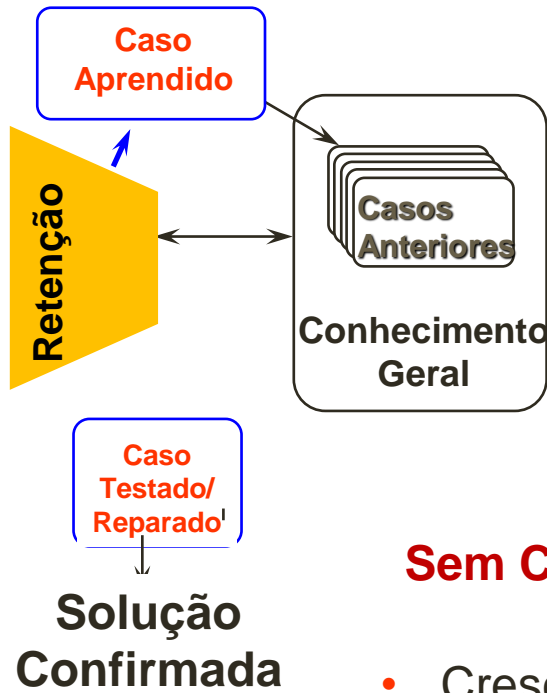 Caso
Aprendido
Retenção
Casos
Anteriores
Conhecimento
Geral
Caso
Testado/
Reparado
Solução
Confirmada
Sem
•